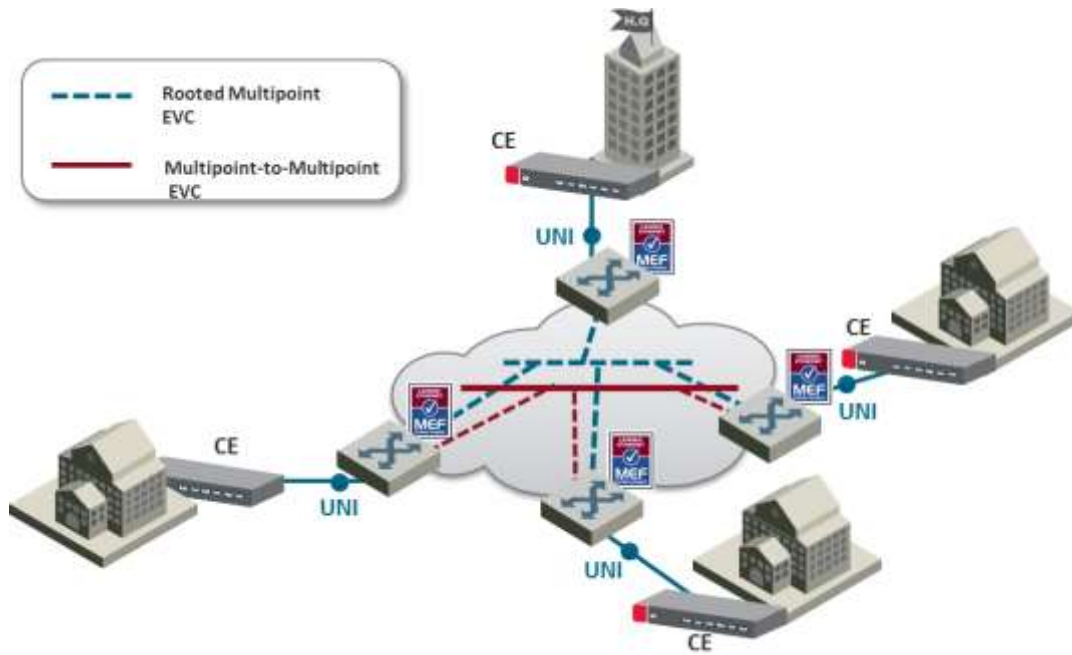 H.Q
Rooted Multipoint
EVC
CE
Multipoint-to-Multipoint
EVC
UNI
MEF
CE
MEF
UNI
MEF
CE
MEF
UNI
UNI
CE